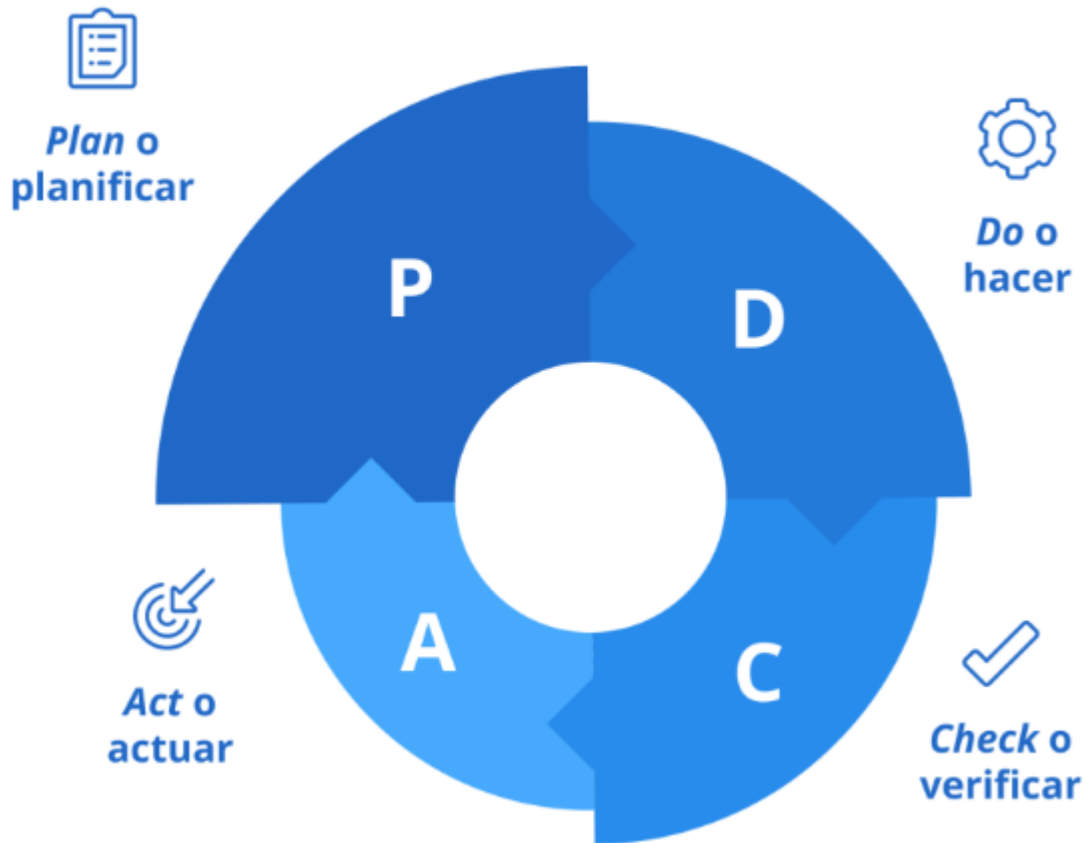 Plan o
planificar
P
D
Do o
hacer
A
C
Act o
actuar
Check o
verificar